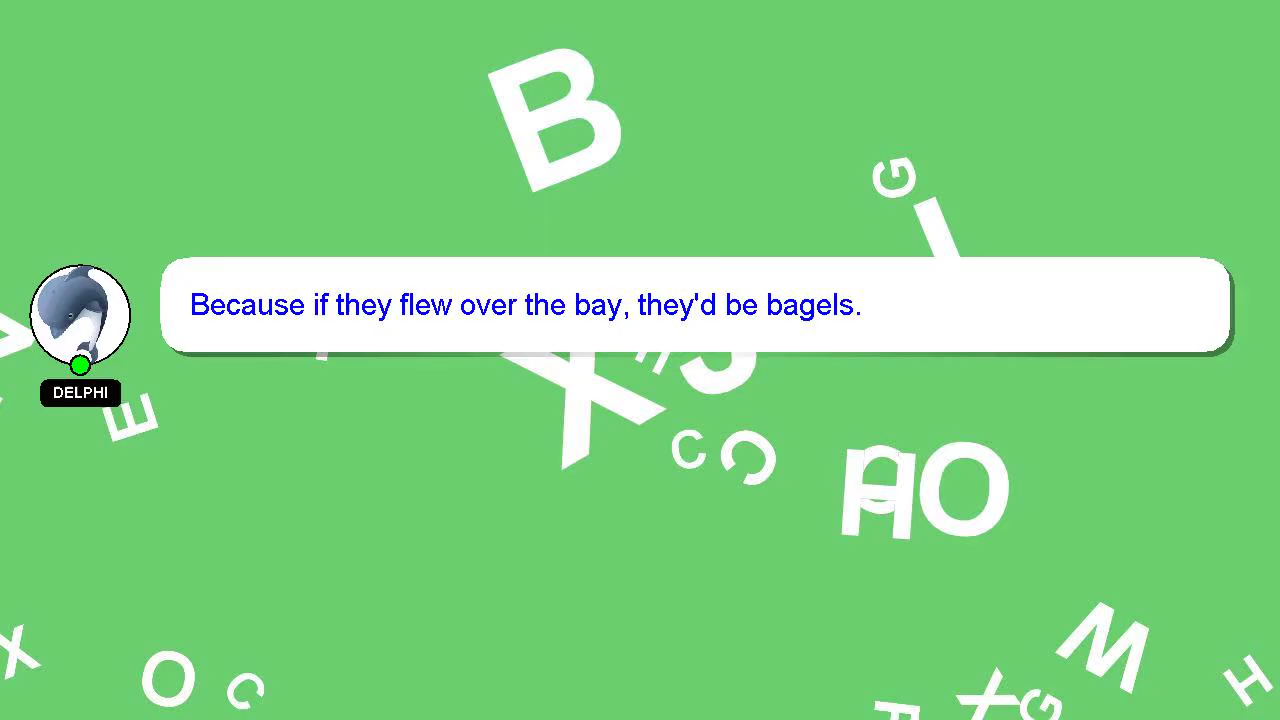 B
G
I
Because if they flew over the bay, they'd be bagels.
DELPHI
E
X
C
C
H
O
O
M
X
O
C
H
X
G